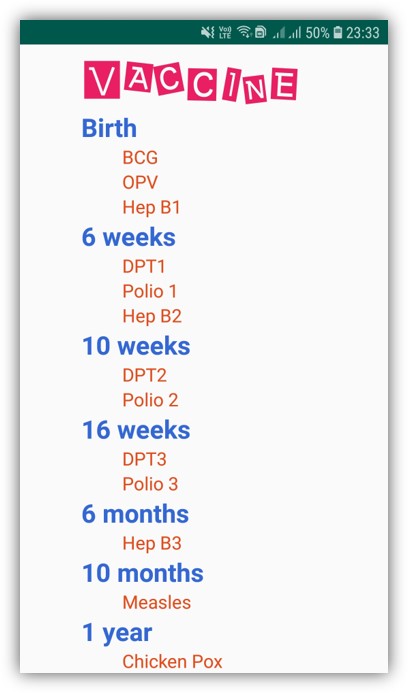 Vo)) LTE 50% 23:33
VACCINE
Birth
BCG
OPV
Hep B1
6 weeks
DPT1
Polio 1
Hep B2
10 weeks
DPT2
Polio 2
16 weeks
DPT3
Polio 3
6 months
Hep B3
10 months
Measles
1 year
Chicken Pox